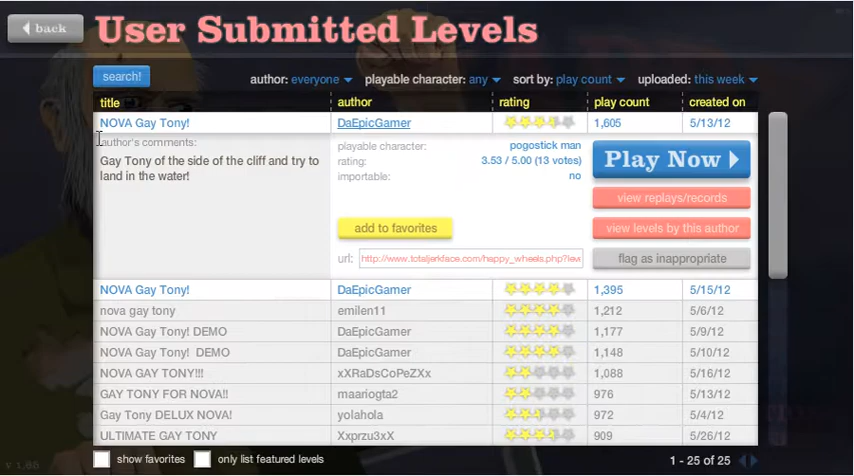 back
User Submitted Levels
search!
author: everyone playable character: any sort by: play count uploaded: this week
title author rating play count created on
NOVA Gay Tony! DaEpicGamer 1,605 5/13/12
author's comments:
Gay Tony of the side of the cliff and try to
land in the water!
playable character: pogostick man
rating: 3.53 / 5.00 (13 votes)
importable: no
Play Now
view replays/records
add to favorites
view levels by this author
url: http://www.totaljerkface.com/happy_wheels.php?leve
flag as inappropriate
NOVA Gay Tony! DaEpicGamer 1,395 5/15/12
nova gay tony emilen11 1,212 5/6/12
NOVA Gay Tony! DEMO DaEpicGamer 1,177 5/9/12
NOVA Gay Tony! DEMO DaEpicGamer 1,148 5/10/12
NOVA GAY TONY!!! xXRaDsCoPeZXx 1,088 5/16/12
GAY TONY FOR NOVA!! maariogta2 976 5/13/12
Gay Tony DELUX NOVA! yolahola 972 5/4/12
ULTIMATE GAY TONY Xxprzu3xX 909 5/26/12
show favorites only list featured levels 1 - 25 of 25